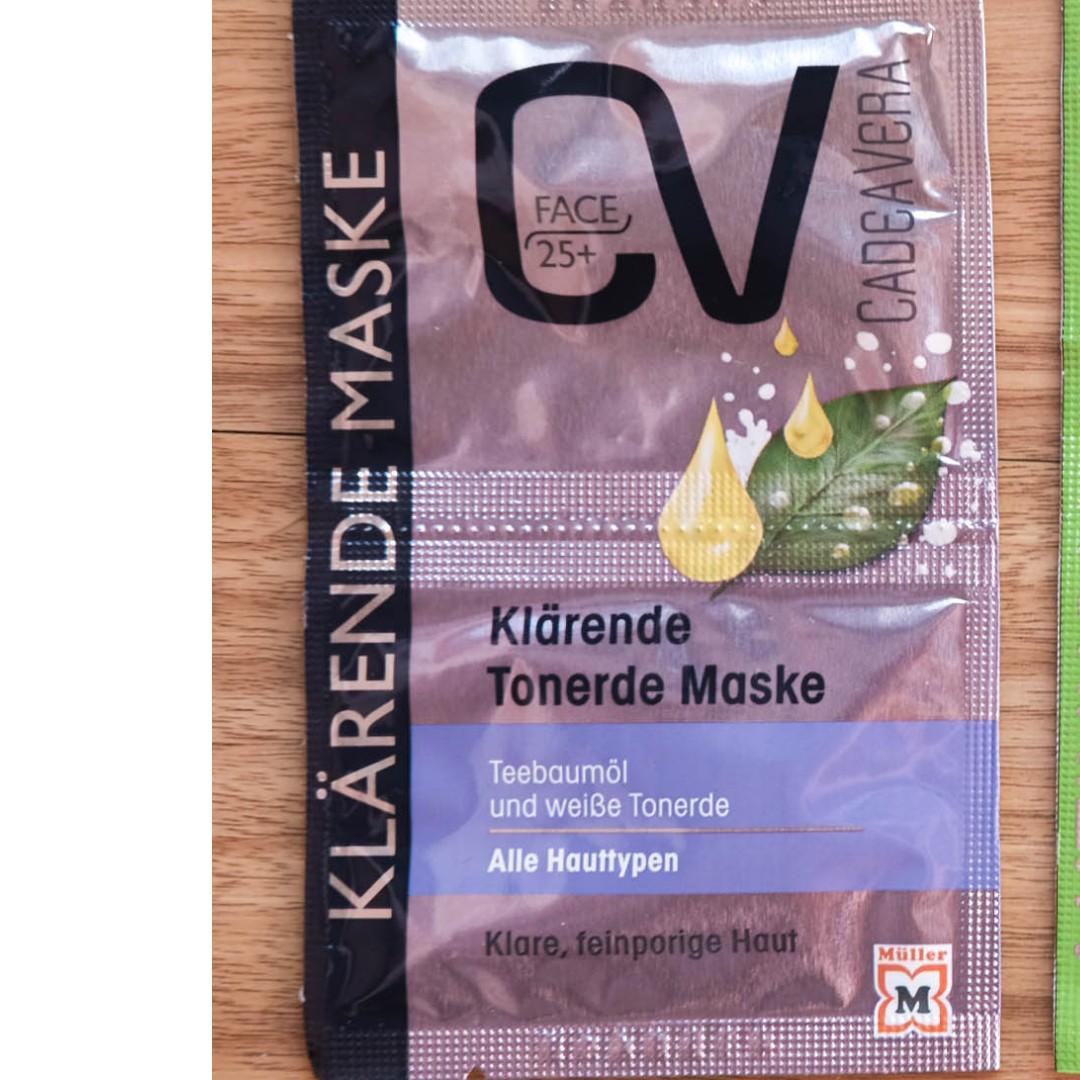 KLÄRENDE MASKE
CV
FACE
25+
CADEAVERA
Klärende
Tonerde Maske
Teebaumöl
und weiße Tonerde
Alle Hauttypen
Klare, feinporige Haut
Müller
M